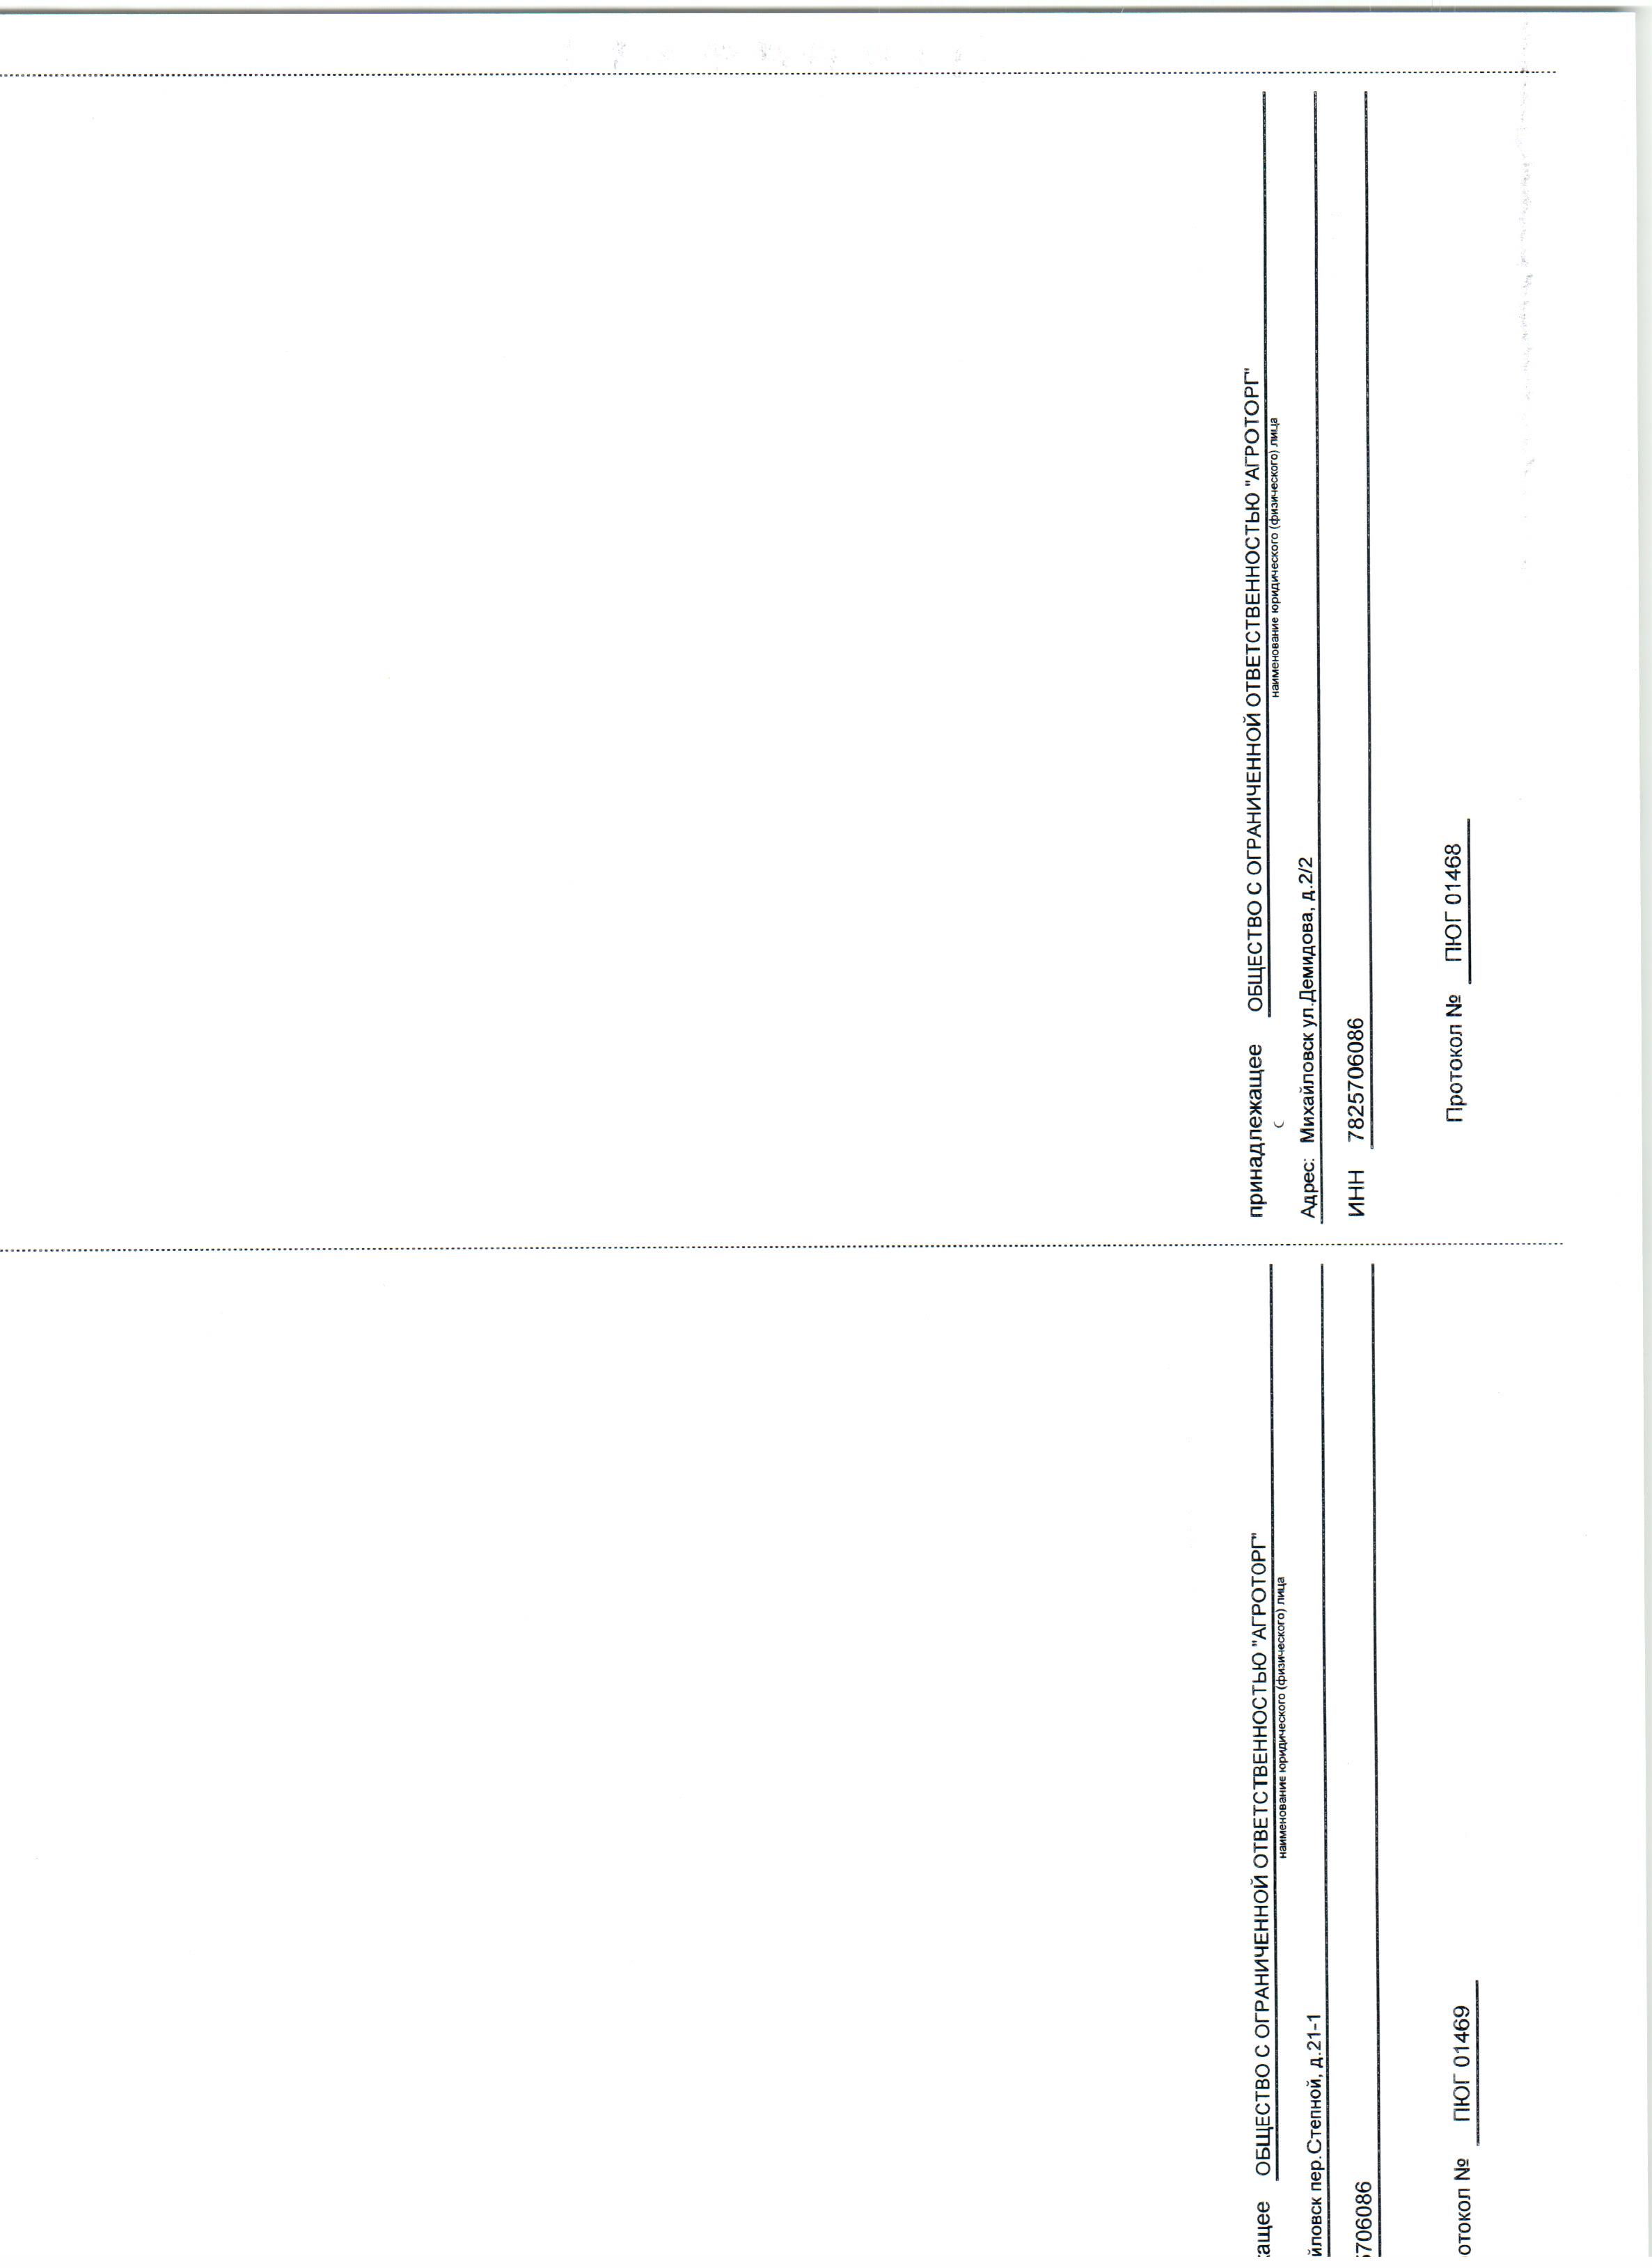 ащее ОБЩЕСТВО С ОГРАНИЧЕННОЙ ОТВЕТСТВЕННОСТЬЮ "АГРОТОРГ"
наименование юридического (физического) лица
йловск пер.Степной, д.21-1
706086
отокол № ПЮГ 01469
принадлежащее ОБЩЕСТВО С ОГРАНИЧЕННОЙ ОТВЕТСТВЕННОСТЬЮ "АГРОТОРГ"
наименование юридического (физического) лица
Адрес: Михайловск ул.Демидова, д.2/2
ИНН 7825706086
Протокол № ПЮГ 01468